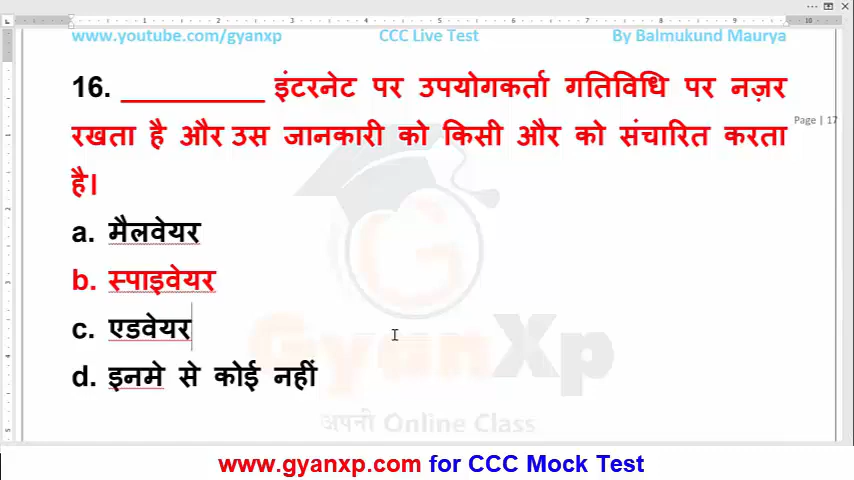 www.youtube.com/gyanxp CCC Live Test By Balmukund Maurya
16. _________ इंटरनेट पर उपयोगकर्ता गतिविधि पर नज़र
Page | 17
रखता है और उस जानकारी को किसी और को संचारित करता
है।
a. मैलवेयर
b. स्पाइवेयर
c. एडवेयर
d. इनमे से कोई नहीं
GyanXp
अपनी Online Class
www.gyanxp.com for CCC Mock Test